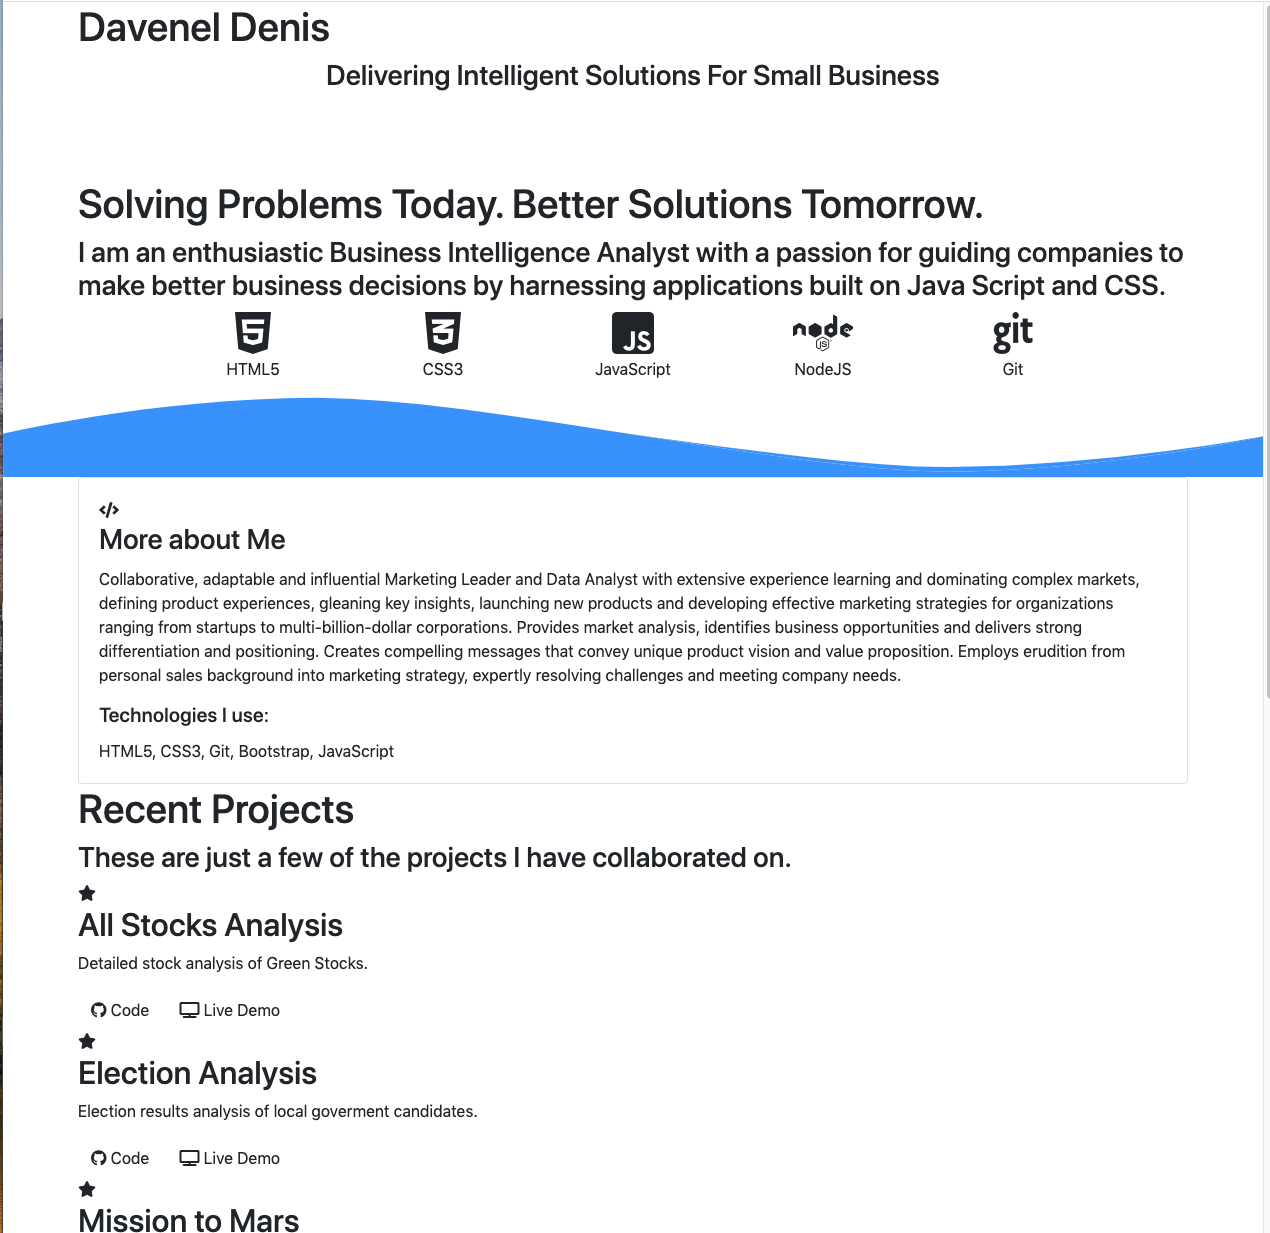 Davenel Denis
Delivering Intelligent Solutions For Small Business
Solving Problems Today. Better Solutions Tomorrow.
I am an enthusiastic Business Intelligence Analyst with a passion for guiding companies to
make better business decisions by harnessing applications built on Java Script and CSS.
HTML5 CSS3 JavaScript NodeJS Git
</> 
More about Me
Collaborative, adaptable and influential Marketing Leader and Data Analyst with extensive experience learning and dominating complex markets,
defining product experiences, gleaning key insights, launching new products and developing effective marketing strategies for organizations
ranging from startups to multi-billion-dollar corporations. Provides market analysis, identifies business opportunities and delivers strong
differentiation and positioning. Creates compelling messages that convey unique product vision and value proposition. Employs erudition from
personal sales background into marketing strategy, expertly resolving challenges and meeting company needs.
Technologies I use:
HTML5, CSS3, Git, Bootstrap, JavaScript
Recent Projects
These are just a few of the projects I have collaborated on.
All Stocks Analysis
Detailed stock analysis of Green Stocks.
Code Live Demo
Election Analysis
Election results analysis of local goverment candidates.
Code Live Demo
Mission to Mars